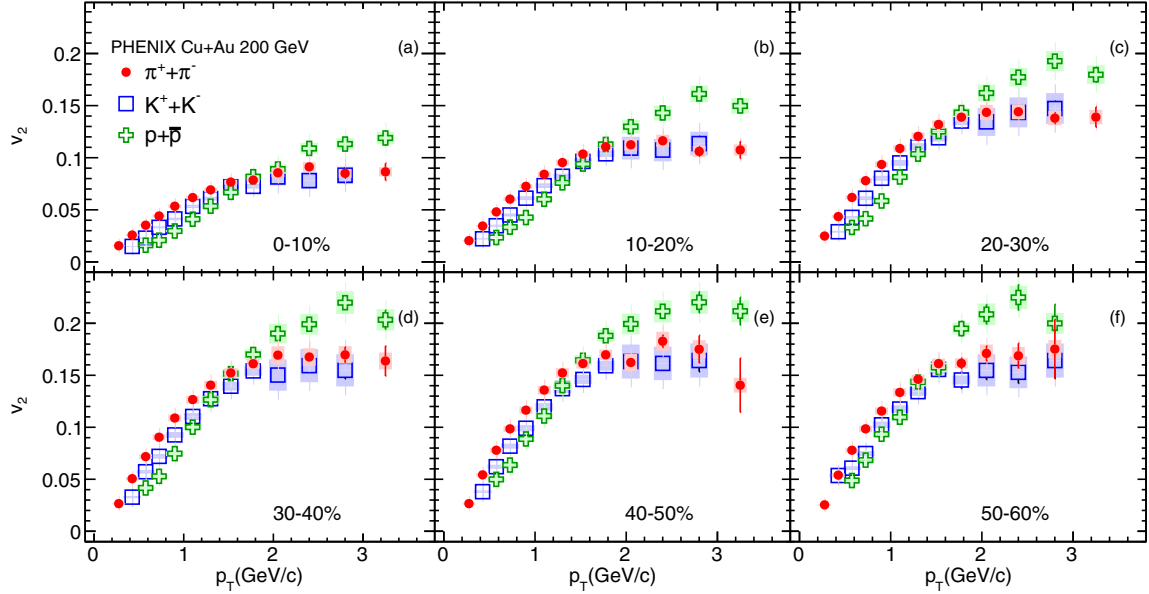 PHENIX Cu+Au 200 GeV
π⁺+π⁻
K⁺+K⁻
p+p̅
(a)
(b)
(c)
0.2
0.15
0.1
0.05
0
v₂
0-10%
10-20%
20-30%
(d)
(e)
(f)
0.2
0.15
0.1
0.05
0
v₂
30-40%
40-50%
50-60%
0 1 2 3
0 1 2 3
0 1 2 3
p_T(GeV/c)
p_T(GeV/c)
p_T(GeV/c)